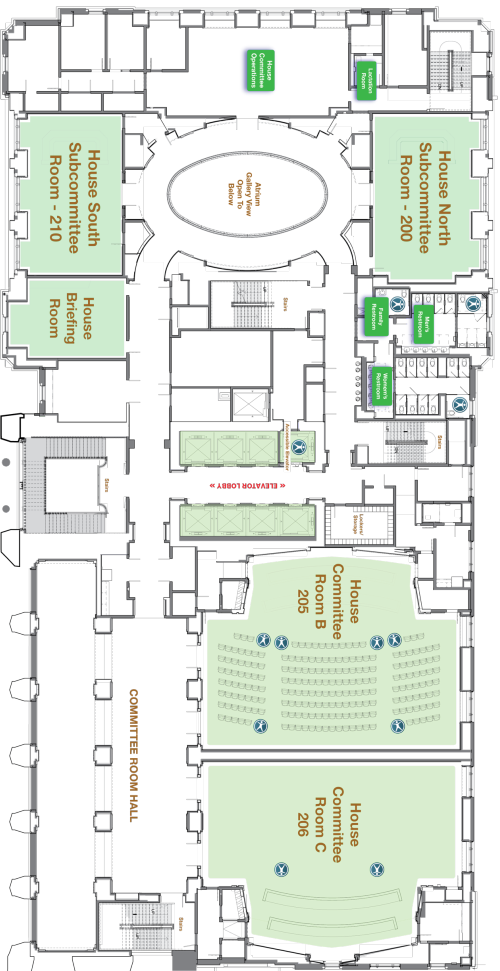 House
Committee
Operations
Lactation
Room
House South
Subcommittee
Room - 210
Atrium
Gallery View
Open To
Below
House North
Subcommittee
Room - 200
House
Briefing
Room
Stairs
Family
Restroom
Men's
Restroom
Women's
Restroom
Stairs
Accessible Elevator
« ELEVATOR LOBBY »
Stairs
Lockers/
Storage
House
Committee
Room B
205
COMMITTEE ROOM HALL
House
Committee
Room C
206
Stairs